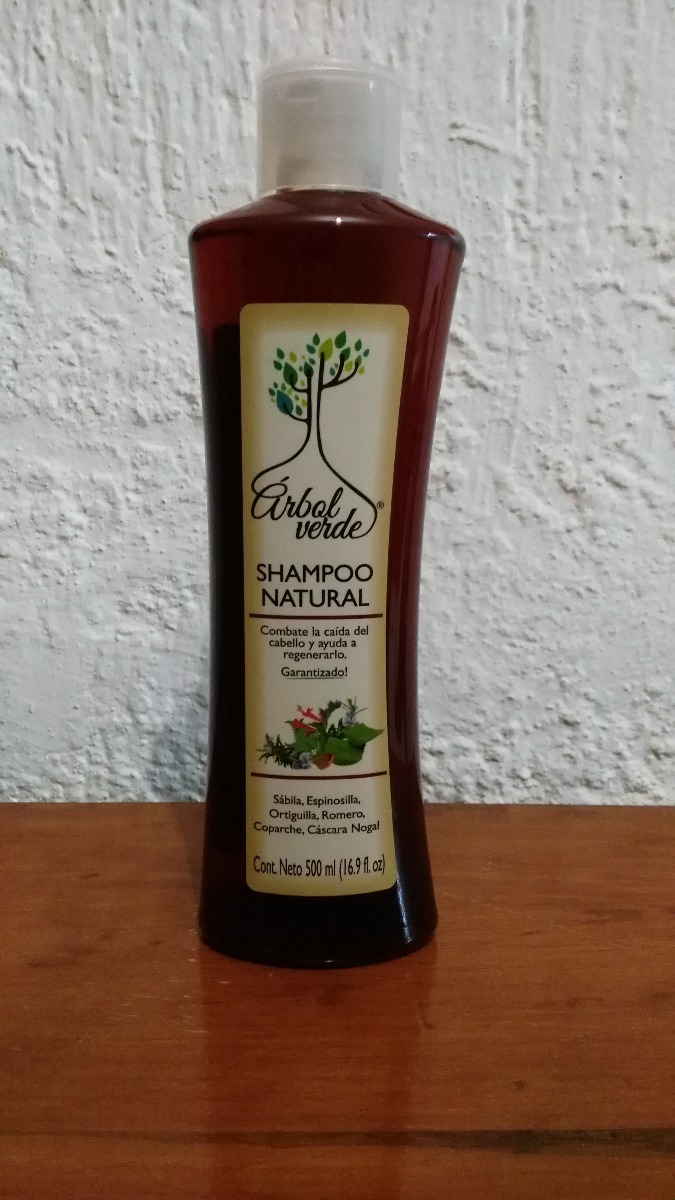 Árbol
verde®
SHAMPOO
NATURAL
Combate la caída del
cabello y ayuda a
regenerarlo.
Garantizado!
Sábila, Espinosilla,
Ortiguilla, Romero,
Coparche, Cáscara Nogal
Cont. Neto 500 ml (16.9 fl. oz)